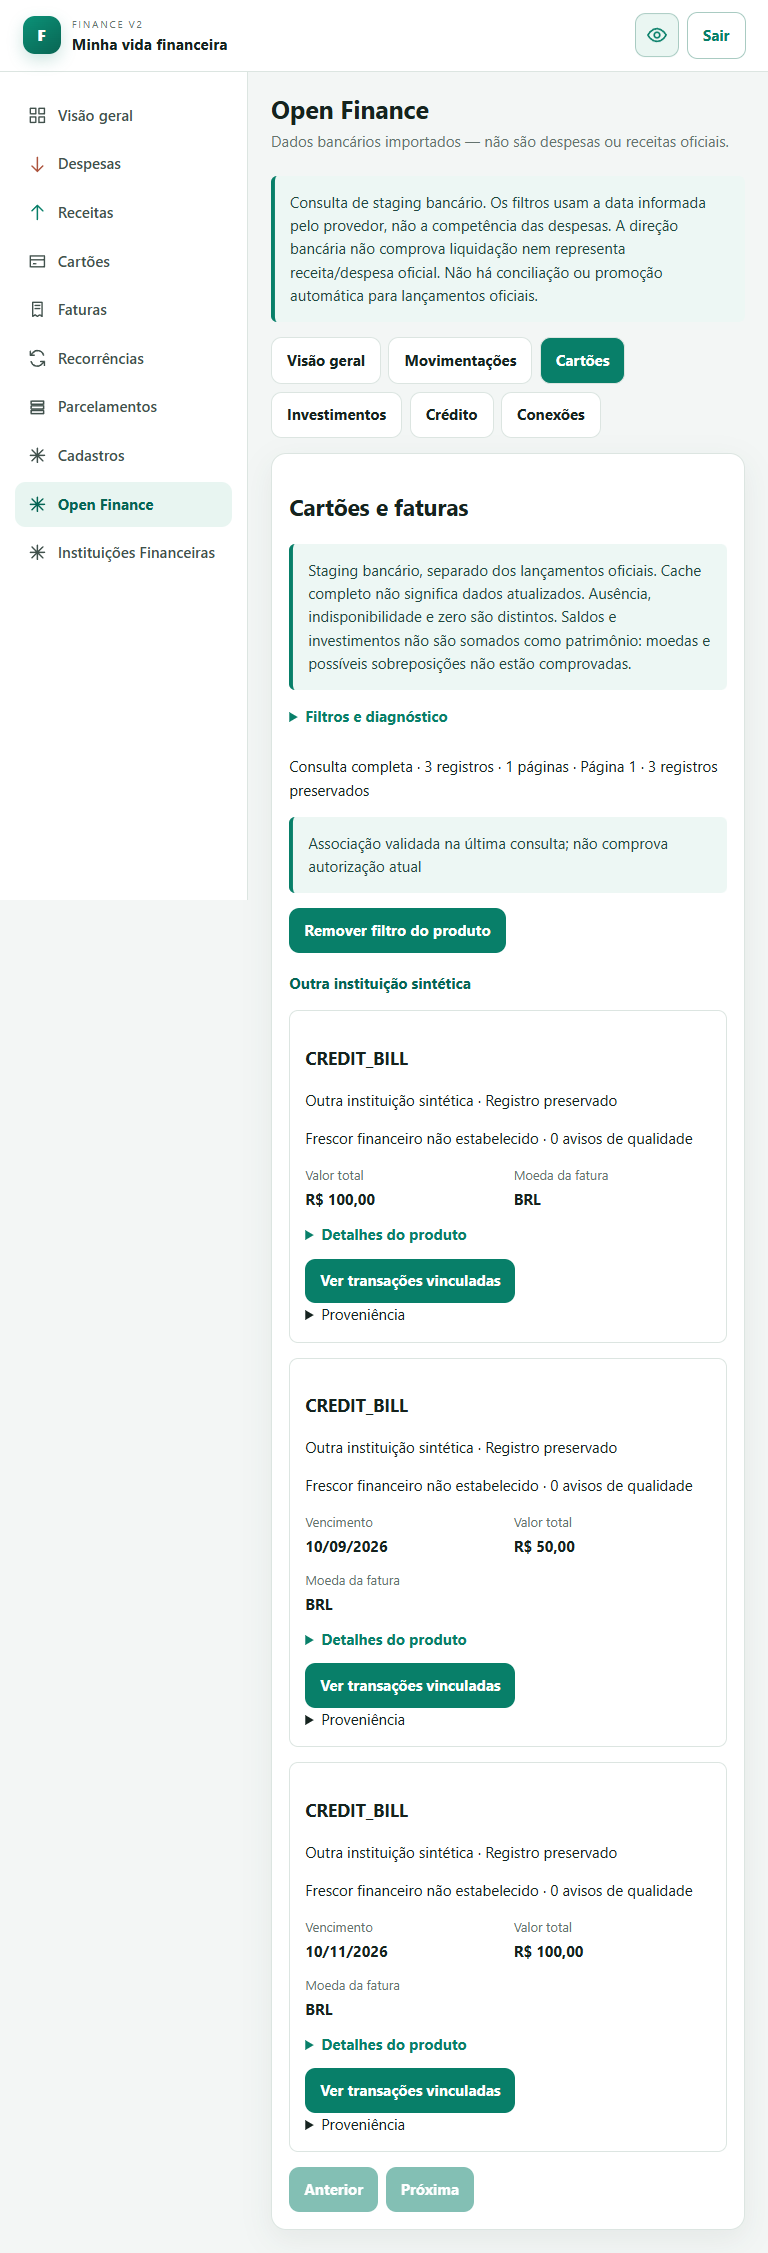 F
FINANCE V2
Minha vida financeira
Sair
Visão geral
Despesas
Receitas
Cartões
Faturas
Recorrências
Parcelamentos
Cadastros
Open Finance
Instituições Financeiras
Open Finance
Dados bancários importados — não são despesas ou receitas oficiais.
Consulta de staging bancário. Os filtros usam a data informada
pelo provedor, não a competência das despesas. A direção
bancária não comprova liquidação nem representa
receita/despesa oficial. Não há conciliação ou promoção
automática para lançamentos oficiais.
Visão geral
Movimentações
Cartões
Investimentos
Crédito
Conexões
Cartões e faturas
Staging bancário, separado dos lançamentos oficiais. Cache
completo não significa dados atualizados. Ausência,
indisponibilidade e zero são distintos. Saldos e
investimentos não são somados como patrimônio: moedas e
possíveis sobreposições não estão comprovadas.
Filtros e diagnóstico
Consulta completa · 3 registros · 1 páginas · Página 1 · 3 registros
preservados
Associação validada na última consulta; não comprova
autorização atual
Remover filtro do produto
Outra instituição sintética
CREDIT_BILL
Outra instituição sintética · Registro preservado
Frescor financeiro não estabelecido · 0 avisos de qualidade
Valor total
Moeda da fatura
R$ 100,00
BRL
Detalhes do produto
Ver transações vinculadas
Proveniência
CREDIT_BILL
Outra instituição sintética · Registro preservado
Frescor financeiro não estabelecido · 0 avisos de qualidade
Vencimento
Valor total
10/09/2026
R$ 50,00
Moeda da fatura
BRL
Detalhes do produto
Ver transações vinculadas
Proveniência
CREDIT_BILL
Outra instituição sintética · Registro preservado
Frescor financeiro não estabelecido · 0 avisos de qualidade
Vencimento
Valor total
10/11/2026
R$ 100,00
Moeda da fatura
BRL
Detalhes do produto
Ver transações vinculadas
Proveniência
Anterior
Próxima